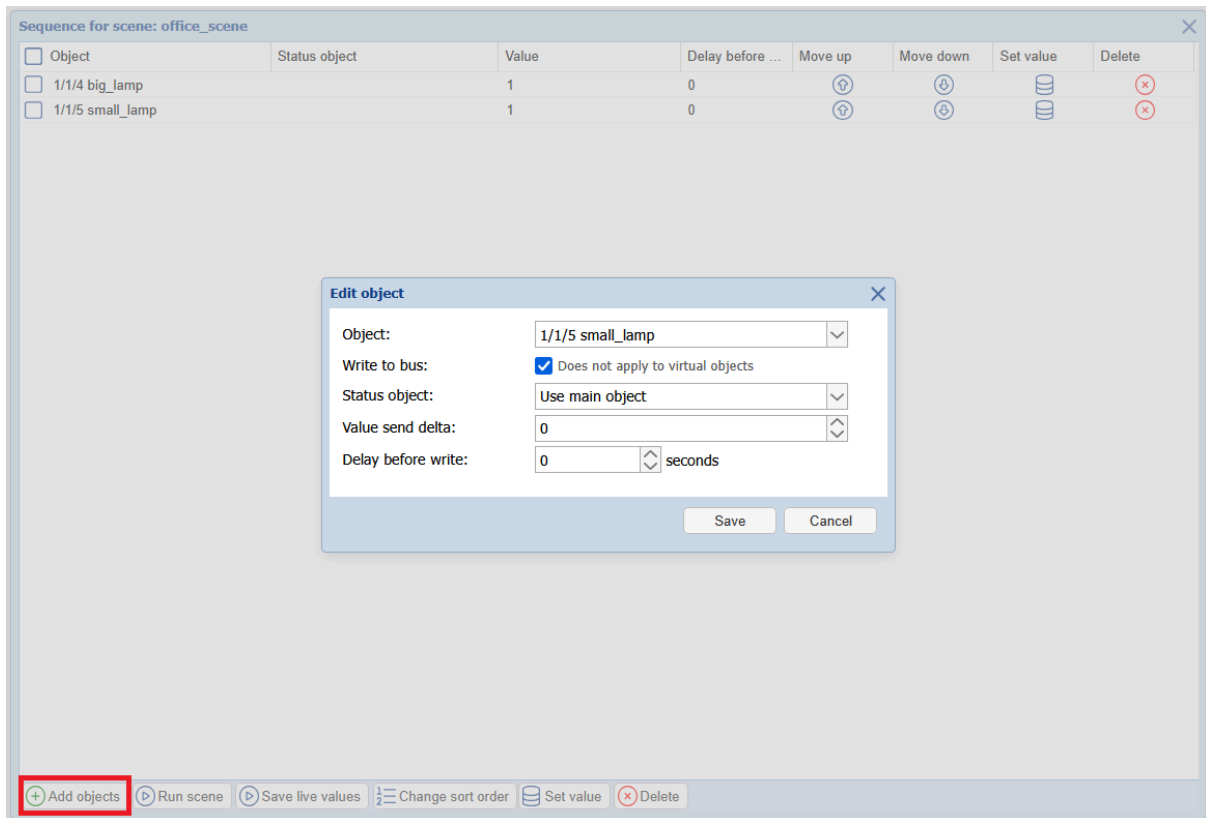 Sequence for scene: office_scene
Object Status object Value Delay before ... Move up Move down Set value Delete
1/1/4 big_lamp 1 0
1/1/5 small_lamp 1 0
Edit object
Object: 1/1/5 small_lamp
Write to bus: Does not apply to virtual objects
Status object: Use main object
Value send delta: 0
Delay before write: 0 seconds
Save Cancel
Add objects Run scene Save live values 1 2 Change sort order Set value Delete